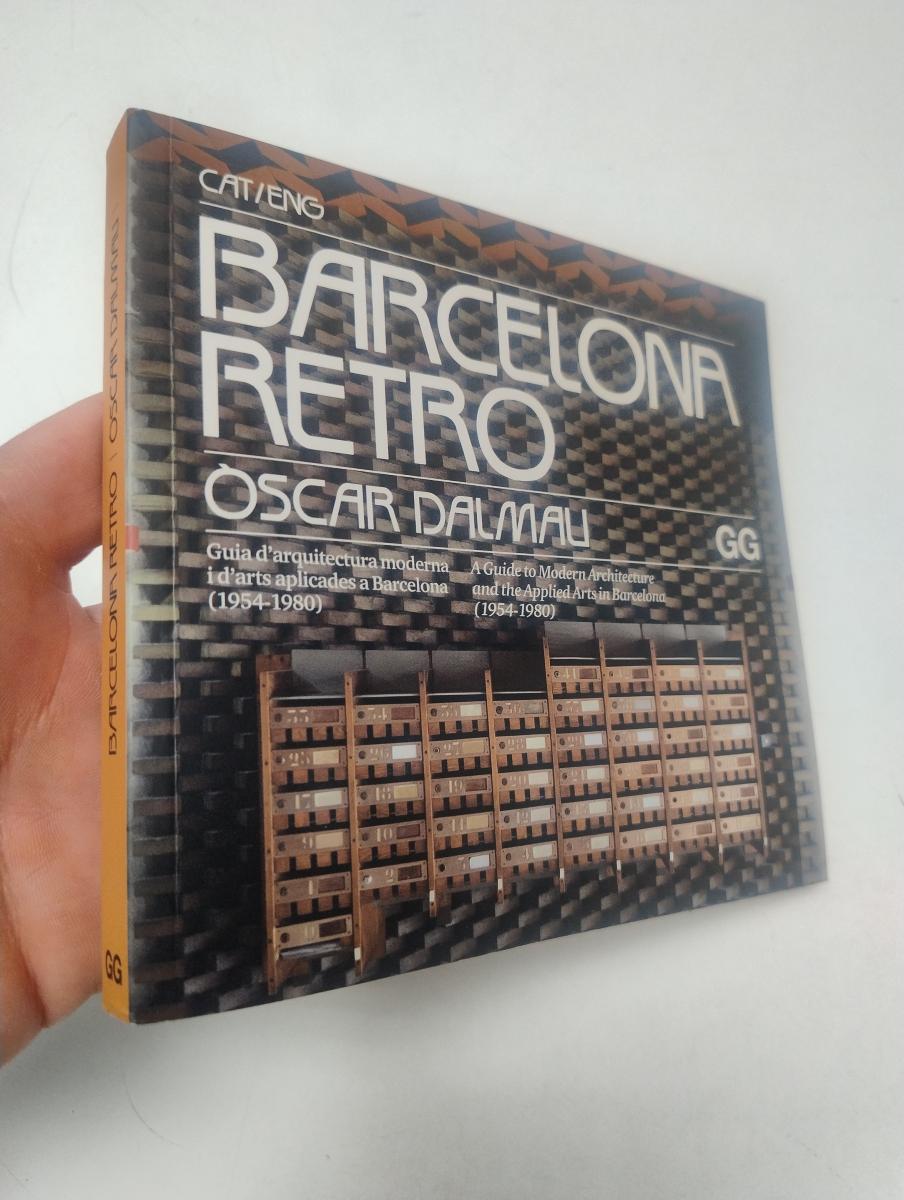 CAT/ENG
BARCELONA
RETRO
ÒSCAR DALMAU
GG
Guia d'arquitectura moderna
i d'arts aplicades a Barcelona
(1954-1980)
A Guide to Modern Architecture
and the Applied Arts in Barcelona
(1954-1980)
BARCELONA RETRO | ÒSCAR DALMAU
GG